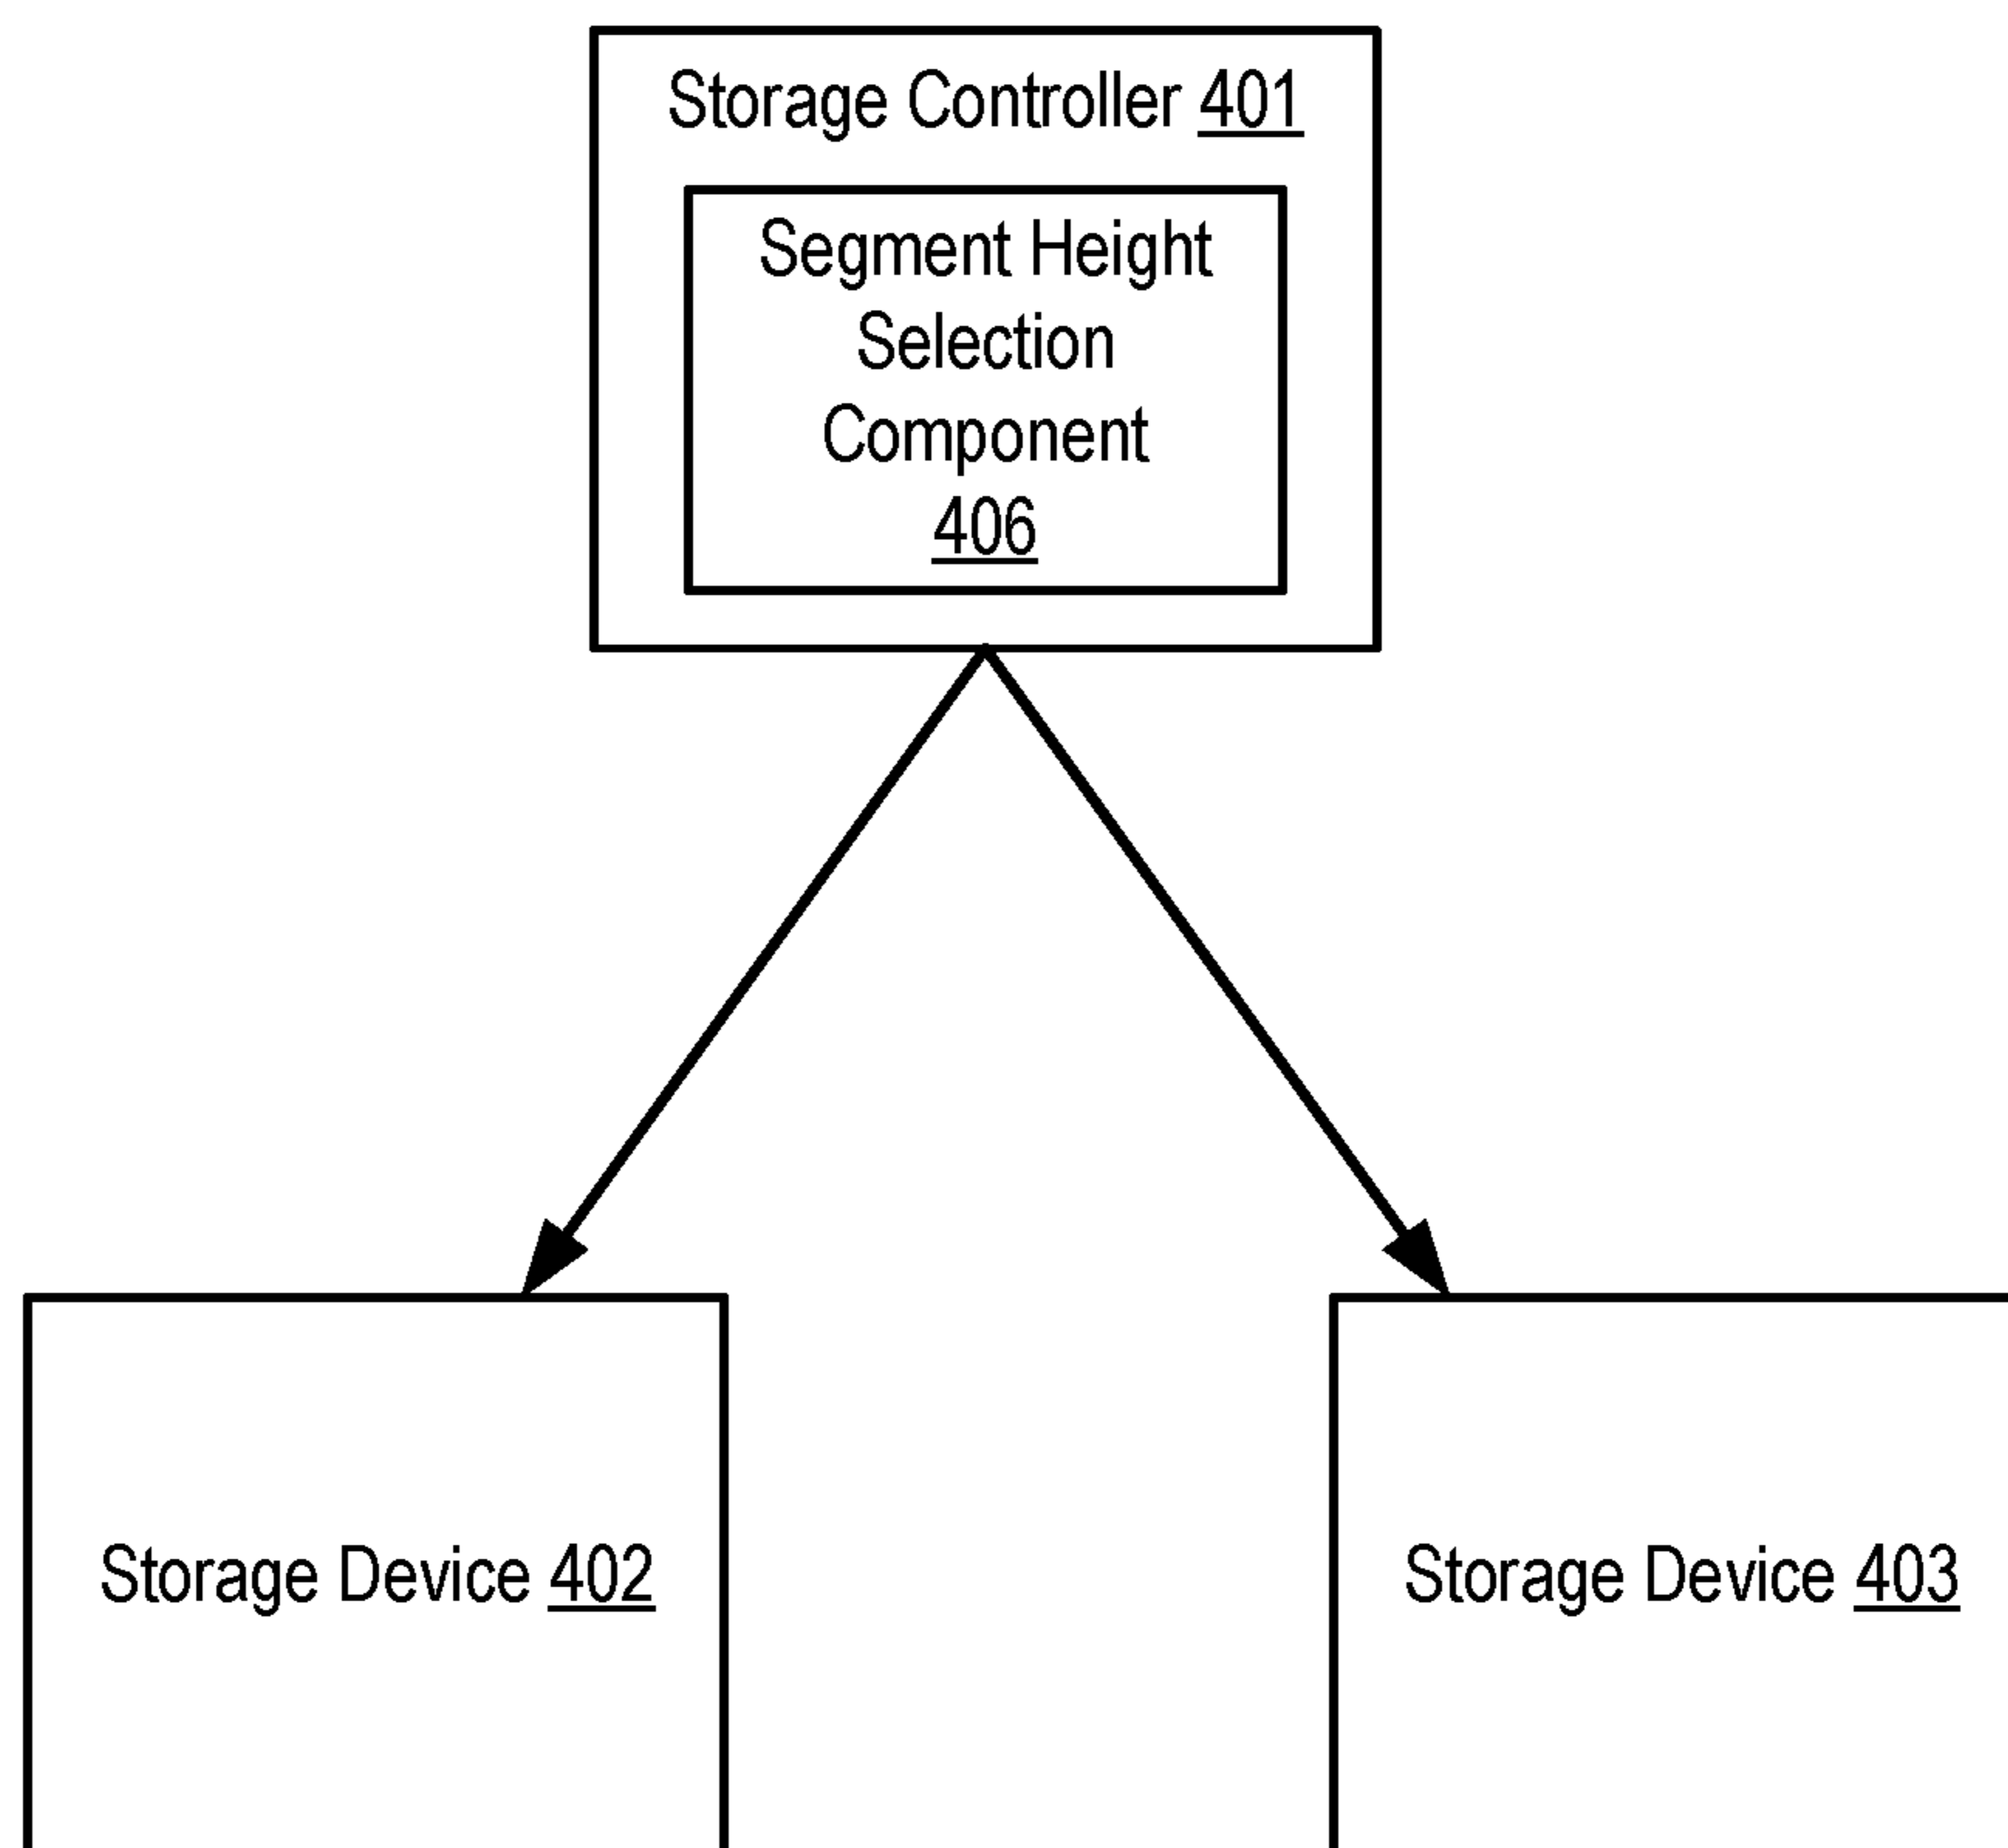 Storage Controller 401
Segment Height
Selection
Component
406
Storage Device 402
Storage Device 403